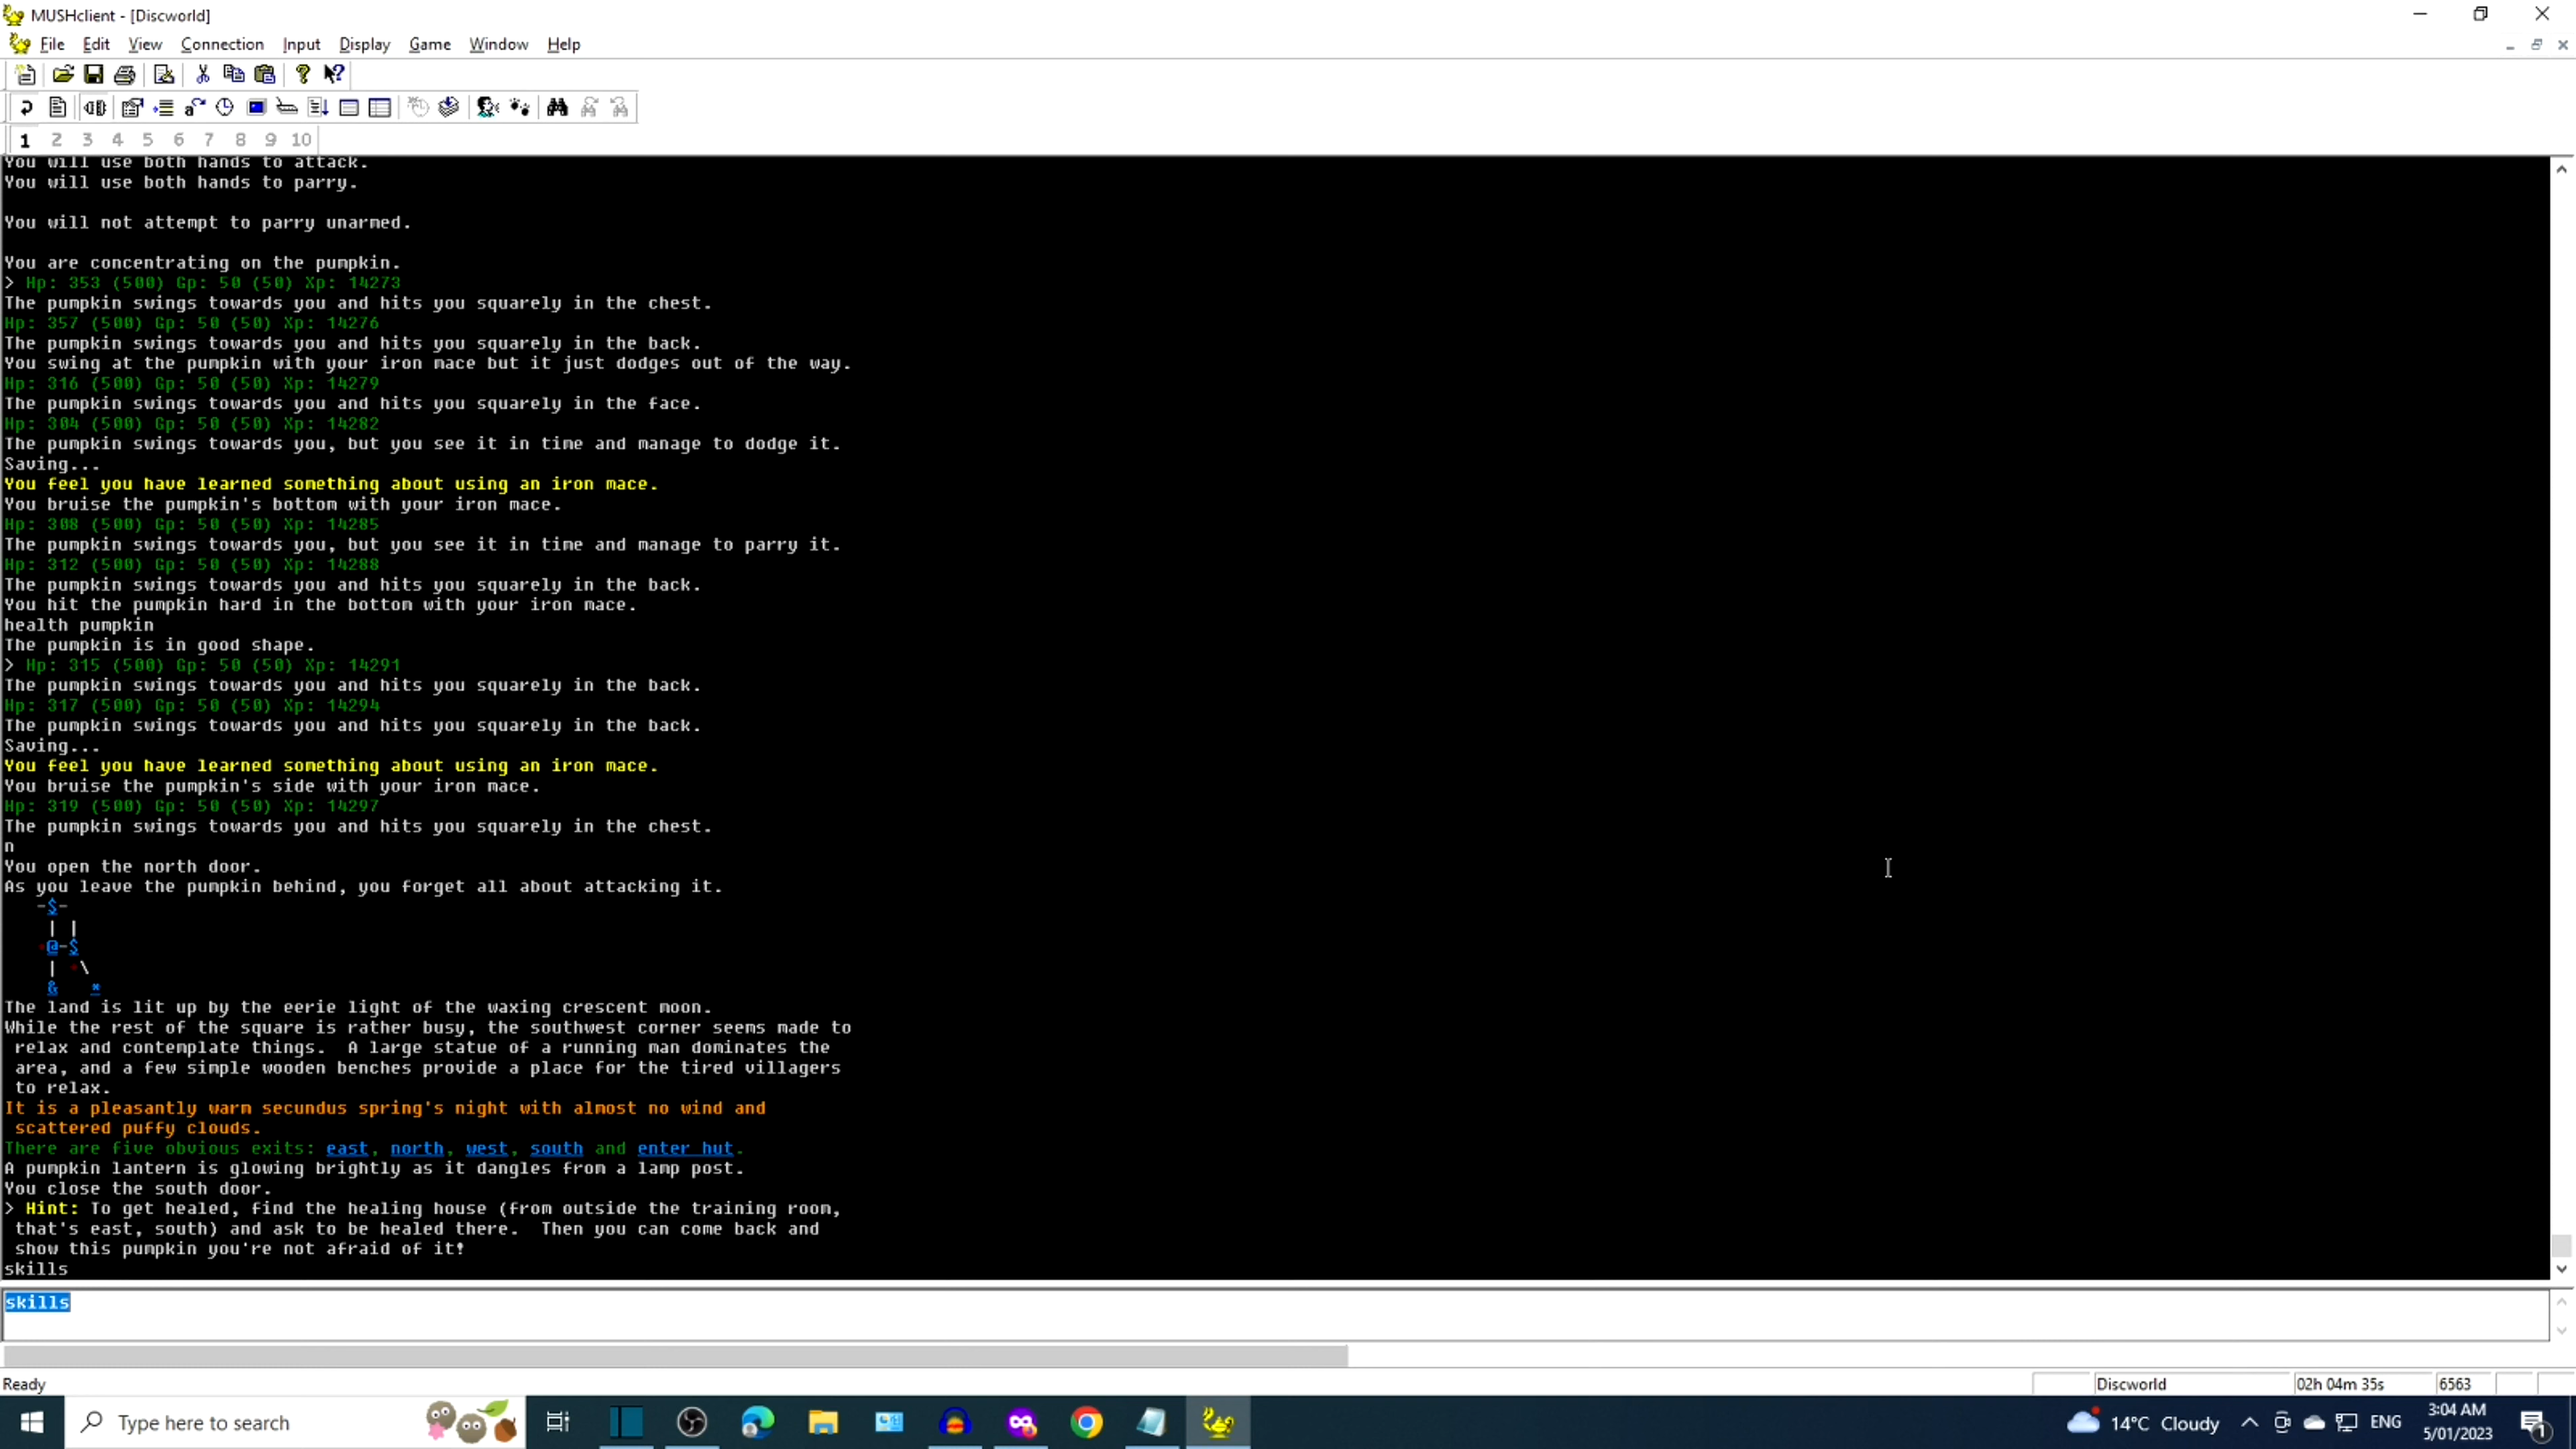 MUSHclient - [Discworld]
File Edit View Connection Input Display Game Window Help
1 2 3 4 5 6 7 8 9 10
You will use both hands to attack.
You will use both hands to parry.
You will not attempt to parry unarmed.
You are concentrating on the pumpkin.
> Hp: 353 (500) Gp: 50 (50) Xp: 14273
The pumpkin swings towards you and hits you squarely in the chest.
Hp: 357 (500) Gp: 50 (50) Xp: 14276
The pumpkin swings towards you and hits you squarely in the back.
You swing at the pumpkin with your iron mace but it just dodges out of the way.
Hp: 316 (500) Gp: 50 (50) Xp: 14279
The pumpkin swings towards you and hits you squarely in the face.
Hp: 304 (500) Gp: 50 (50) Xp: 14282
The pumpkin swings towards you, but you see it in time and manage to dodge it.
Saving...
You feel you have learned something about using an iron mace.
You bruise the pumpkin's bottom with your iron mace.
Hp: 308 (500) Gp: 50 (50) Xp: 14285
The pumpkin swings towards you, but you see it in time and manage to parry it.
Hp: 312 (500) Gp: 50 (50) Xp: 14288
The pumpkin swings towards you and hits you squarely in the back.
You hit the pumpkin hard in the bottom with your iron mace.
health pumpkin
The pumpkin is in good shape.
> Hp: 315 (500) Gp: 50 (50) Xp: 14291
The pumpkin swings towards you and hits you squarely in the back.
Hp: 317 (500) Gp: 50 (50) Xp: 14294
The pumpkin swings towards you and hits you squarely in the back.
Saving...
You feel you have learned something about using an iron mace.
You bruise the pumpkin's side with your iron mace.
Hp: 319 (500) Gp: 50 (50) Xp: 14297
The pumpkin swings towards you and hits you squarely in the chest.
n
You open the north door.
As you leave the pumpkin behind, you forget all about attacking it.
-$-
| |
*@-$
| *\
& *
The land is lit up by the eerie light of the waxing crescent moon.
While the rest of the square is rather busy, the southwest corner seems made to
relax and contemplate things. A large statue of a running man dominates the
area, and a few simple wooden benches provide a place for the tired villagers
to relax.
It is a pleasantly warm secundus spring's night with almost no wind and
scattered puffy clouds.
There are five obvious exits: east, north, west, south and enter hut.
A pumpkin lantern is glowing brightly as it dangles from a lamp post.
You close the south door.
> Hint: To get healed, find the healing house (from outside the training room,
that's east, south) and ask to be healed there. Then you can come back and
show this pumpkin you're not afraid of it!
skills
skills
Ready Discworld 02h 04m 35s 6563
Type here to search 14°C Cloudy ENG 3:04 AM
5/01/2023 1